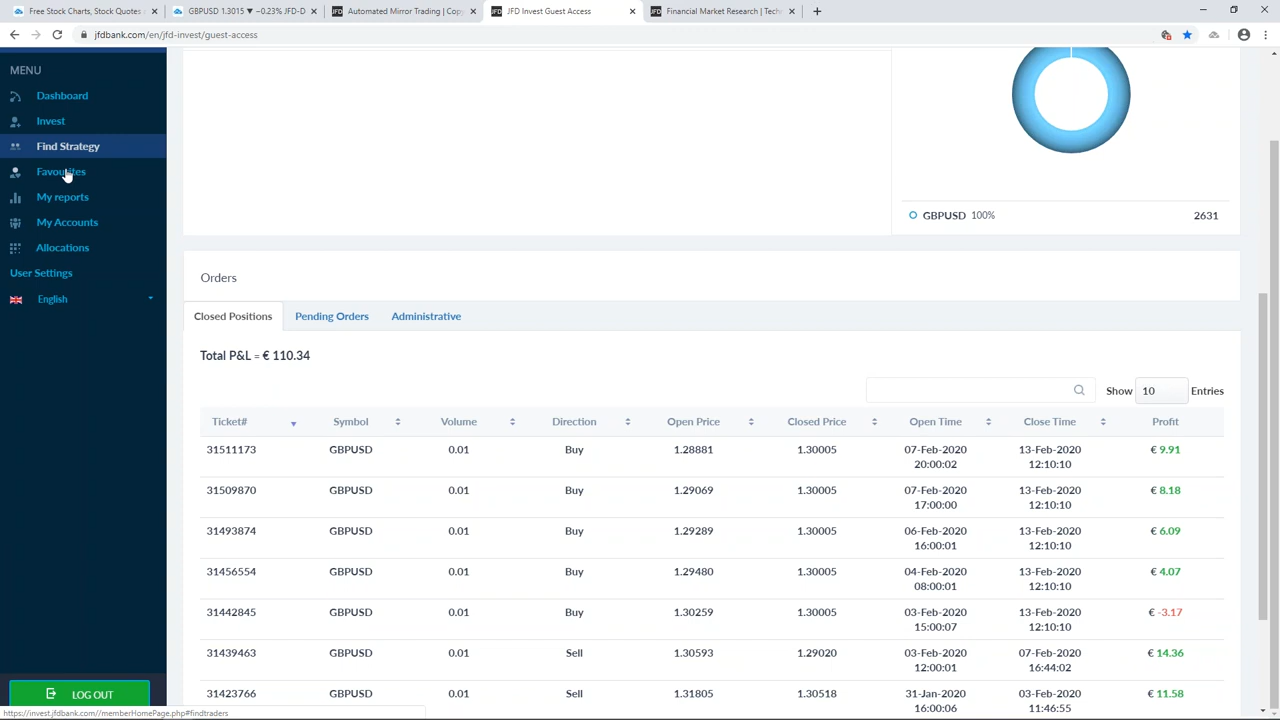 Free Stock Charts, Stock Quotes
GBPUSD 1.3015 ▼ −0.23% JFD-D
Automated Mirror Trading | Copy
JFD Invest Guest Access
Financial Market Research | Tech
jfdbank.com/en/jfd-invest/guest-access
MENU
Dashboard
Invest
Find Strategy
Favourites
My reports
My Accounts
Allocations
User Settings
English
LOG OUT
https://invest.jfdbank.com//memberHomePage.php#findtraders
GBPUSD 100% 2631
Orders
Closed Positions Pending Orders Administrative
Total P&L = € 110.34
Show 10 Entries
Ticket# Symbol Volume Direction Open Price Closed Price Open Time Close Time Profit
31511173 GBPUSD 0.01 Buy 1.28881 1.30005 07-Feb-2020 13-Feb-2020 € 9.91
20:00:02 12:10:10
31509870 GBPUSD 0.01 Buy 1.29069 1.30005 07-Feb-2020 13-Feb-2020 € 8.18
17:00:00 12:10:10
31493874 GBPUSD 0.01 Buy 1.29289 1.30005 06-Feb-2020 13-Feb-2020 € 6.09
16:00:01 12:10:10
31456554 GBPUSD 0.01 Buy 1.29480 1.30005 04-Feb-2020 13-Feb-2020 € 4.07
08:00:01 12:10:10
31442845 GBPUSD 0.01 Buy 1.30259 1.30005 03-Feb-2020 13-Feb-2020 € -3.17
15:00:07 12:10:10
31439463 GBPUSD 0.01 Sell 1.30593 1.29020 03-Feb-2020 07-Feb-2020 € 14.36
12:00:01 16:44:02
31423766 GBPUSD 0.01 Sell 1.31805 1.30518 31-Jan-2020 03-Feb-2020 € 11.58
16:00:06 11:46:55